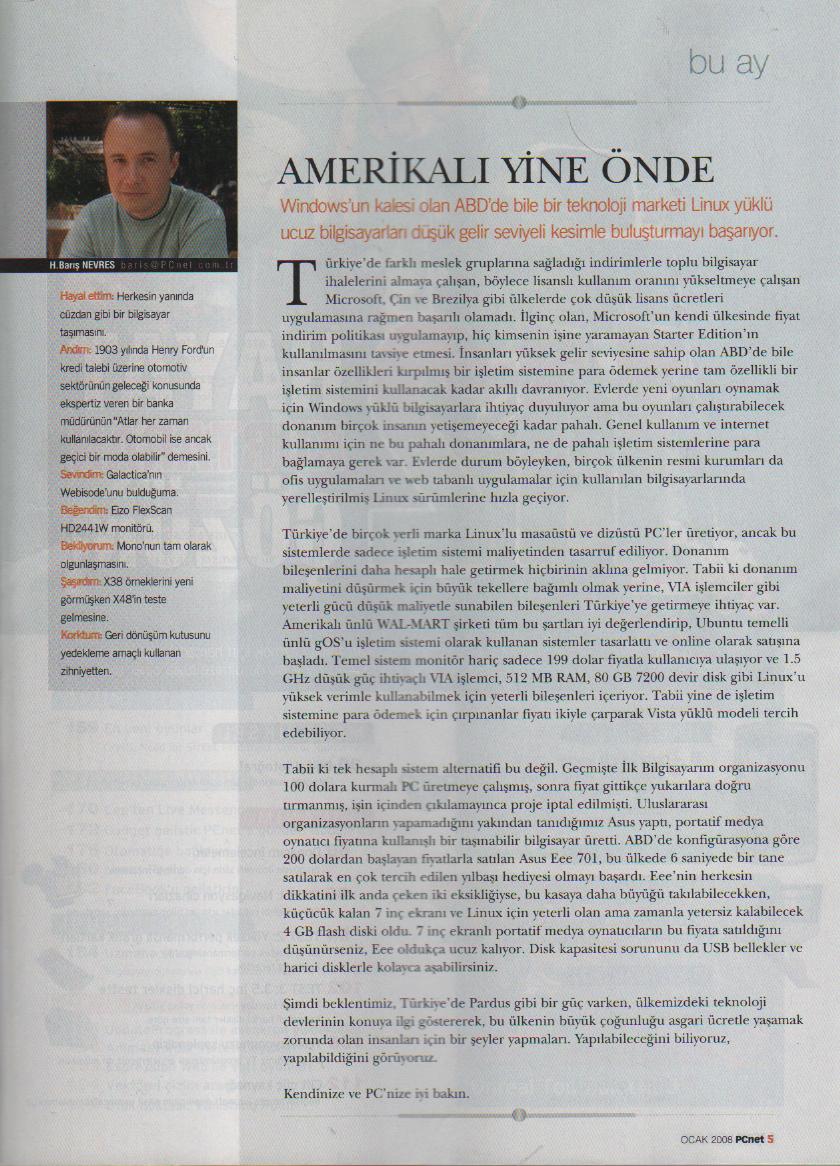 bu ay
H.Barış NEVRES baris@PCnet.com.tr
Hayal ettim: Herkesin yanında
cüzdan gibi bir bilgisayar
taşımasını.
Andım: 1903 yılında Henry Ford'un
kredi talebi üzerine otomotiv
sektörünün geleceği konusunda
ekspertiz veren bir banka
müdürünün "Atlar her zaman
kullanılacaktır. Otomobil ise ancak
geçici bir moda olabilir" demesini.
Sevindim: Galactica'nın
Webisode'unu bulduğuma.
Beğendim: Eizo FlexScan
HD2441W monitörü.
Bekliyorum: Mono'nun tam olarak
olgunlaşmasını.
Şaşırdım: X38 örneklerini yeni
görmüşken X48'in teste
gelmesine.
Korktum: Geri dönüşüm kutusunu
yedekleme amaçlı kullanan
zihniyetten.
AMERİKALI YİNE ÖNDE
Windows'un kalesi olan ABD'de bile bir teknoloji marketi Linux yüklü
ucuz bilgisayarları düşük gelir seviyeli kesimle buluşturmayı başarıyor.
Türkiye'de farklı meslek gruplarına sağladığı indirimlerle toplu bilgisayar
ihalelerini almaya çalışan, böylece lisanslı kullanım oranını yükseltmeye çalışan
Microsoft, Çin ve Brezilya gibi ülkelerde çok düşük lisans ücretleri
uygulamasına rağmen başarılı olamadı. İlginç olan, Microsoft'un kendi ülkesinde fiyat
indirim politikası uygulamayıp, hiç kimsenin işine yaramayan Starter Edition'ın
kullanılmasını tavsiye etmesi. İnsanları yüksek gelir seviyesine sahip olan ABD'de bile
insanlar özellikleri kırpılmış bir işletim sistemine para ödemek yerine tam özellikli bir
işletim sistemini kullanacak kadar akıllı davranıyor. Evlerde yeni oyunları oynamak
için Windows yüklü bilgisayarlara ihtiyaç duyuluyor ama bu oyunları çalıştırabilecek
donanım birçok insanın yetişemeyeceği kadar pahalı. Genel kullanım ve internet
kullanımı için ne bu pahalı donanımlara, ne de pahalı işletim sistemlerine para
bağlamaya gerek var. Evlerde durum böyleyken, birçok ülkenin resmi kurumları da
ofis uygulamaları ve web tabanlı uygulamalar için kullanılan bilgisayarlarında
yerelleştirilmiş Linux sürümlerine hızla geçiyor.
Türkiye'de birçok yerli marka Linux'lu masaüstü ve dizüstü PC'ler üretiyor, ancak bu
sistemlerde sadece işletim sistemi maliyetinden tasarruf ediliyor. Donanım
bileşenlerini daha hesaplı hale getirmek hiçbirinin aklına gelmiyor. Tabii ki donanım
maliyetini düşürmek için büyük tekellere bağımlı olmak yerine, VIA işlemciler gibi
yeterli gücü düşük maliyetle sunabilen bileşenleri Türkiye'ye getirmeye ihtiyaç var.
Amerikalı ünlü WAL-MART şirketi tüm bu şartları iyi değerlendirip, Ubuntu temelli
ünlü gOS'u işletim sistemi olarak kullanan sistemler tasarlattı ve online olarak satışına
başladı. Temel sistem monitör hariç sadece 199 dolar fiyatla kullanıcıya ulaşıyor ve 1.5
GHz düşük güç ihtiyaçlı VIA işlemci, 512 MB RAM, 80 GB 7200 devir disk gibi Linux'u
yüksek verimle kullanabilmek için yeterli bileşenleri içeriyor. Tabii yine de işletim
sistemine para ödemek için çırpınanlar fiyatı ikiyle çarparak Vista yüklü modeli tercih
edebiliyor.
Tabii ki tek hesaplı sistem alternatifi bu değil. Geçmişte İlk Bilgisayarım organizasyonu
100 dolara kurmalı PC üretmeye çalışmış, sonra fiyat gittikçe yukarılara doğru
tırmanmış, işin içinden çıkılamayınca proje iptal edilmişti. Uluslararası
organizasyonların yapamadığını yakından tanıdığımız Asus yaptı, portatif medya
oynatıcı fiyatına kullanışlı bir taşınabilir bilgisayar üretti. ABD'de konfigürasyona göre
200 dolardan başlayan fiyatlarla satılan Asus Eee 701, bu ülkede 6 saniyede bir tane
satılarak en çok tercih edilen yılbaşı hediyesi olmayı başardı. Eee'nin herkesin
dikkatini ilk anda çeken iki eksikliğiyse, bu kasaya daha büyüğü takılabilecekken,
küçücük kalan 7 inç ekranı ve Linux için yeterli olan ama zamanla yetersiz kalabilecek
4 GB flash diski oldu. 7 inç ekranlı portatif medya oynatıcıların bu fiyata satıldığını
düşünürseniz, Eee oldukça ucuz kalıyor. Disk kapasitesi sorununu da USB bellekler ve
harici disklerle kolayca aşabilirsiniz.
Şimdi beklentimiz, Türkiye'de Pardus gibi bir güç varken, ülkemizdeki teknoloji
devlerinin konuya ilgi göstererek, bu ülkenin büyük çoğunluğu asgari ücretle yaşamak
zorunda olan insanları için bir şeyler yapmaları. Yapılabileceğini biliyoruz,
yapılabildiğini görüyoruz.
Kendinize ve PC'nize iyi bakın.
OCAK 2008 PCnet 5